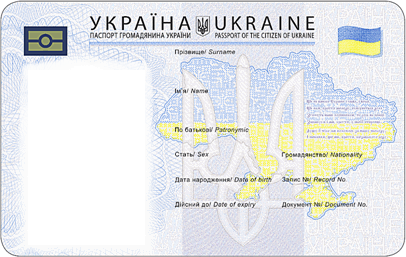 УКРАЇНА UKRAINE
ПАСПОРТ ГРОМАДЯНИНА УКРАЇНИ PASSPORT OF THE CITIZEN OF UKRAINE
Прізвище/ Surname
Ім'я/ Name
По батькові/ Patronymic
Стать/ Sex Громадянство/ Nationality
Дата народження/ Date of birth Запис №/ Record No.
Дійсний до/ Date of expiry Документ №/ Document No.